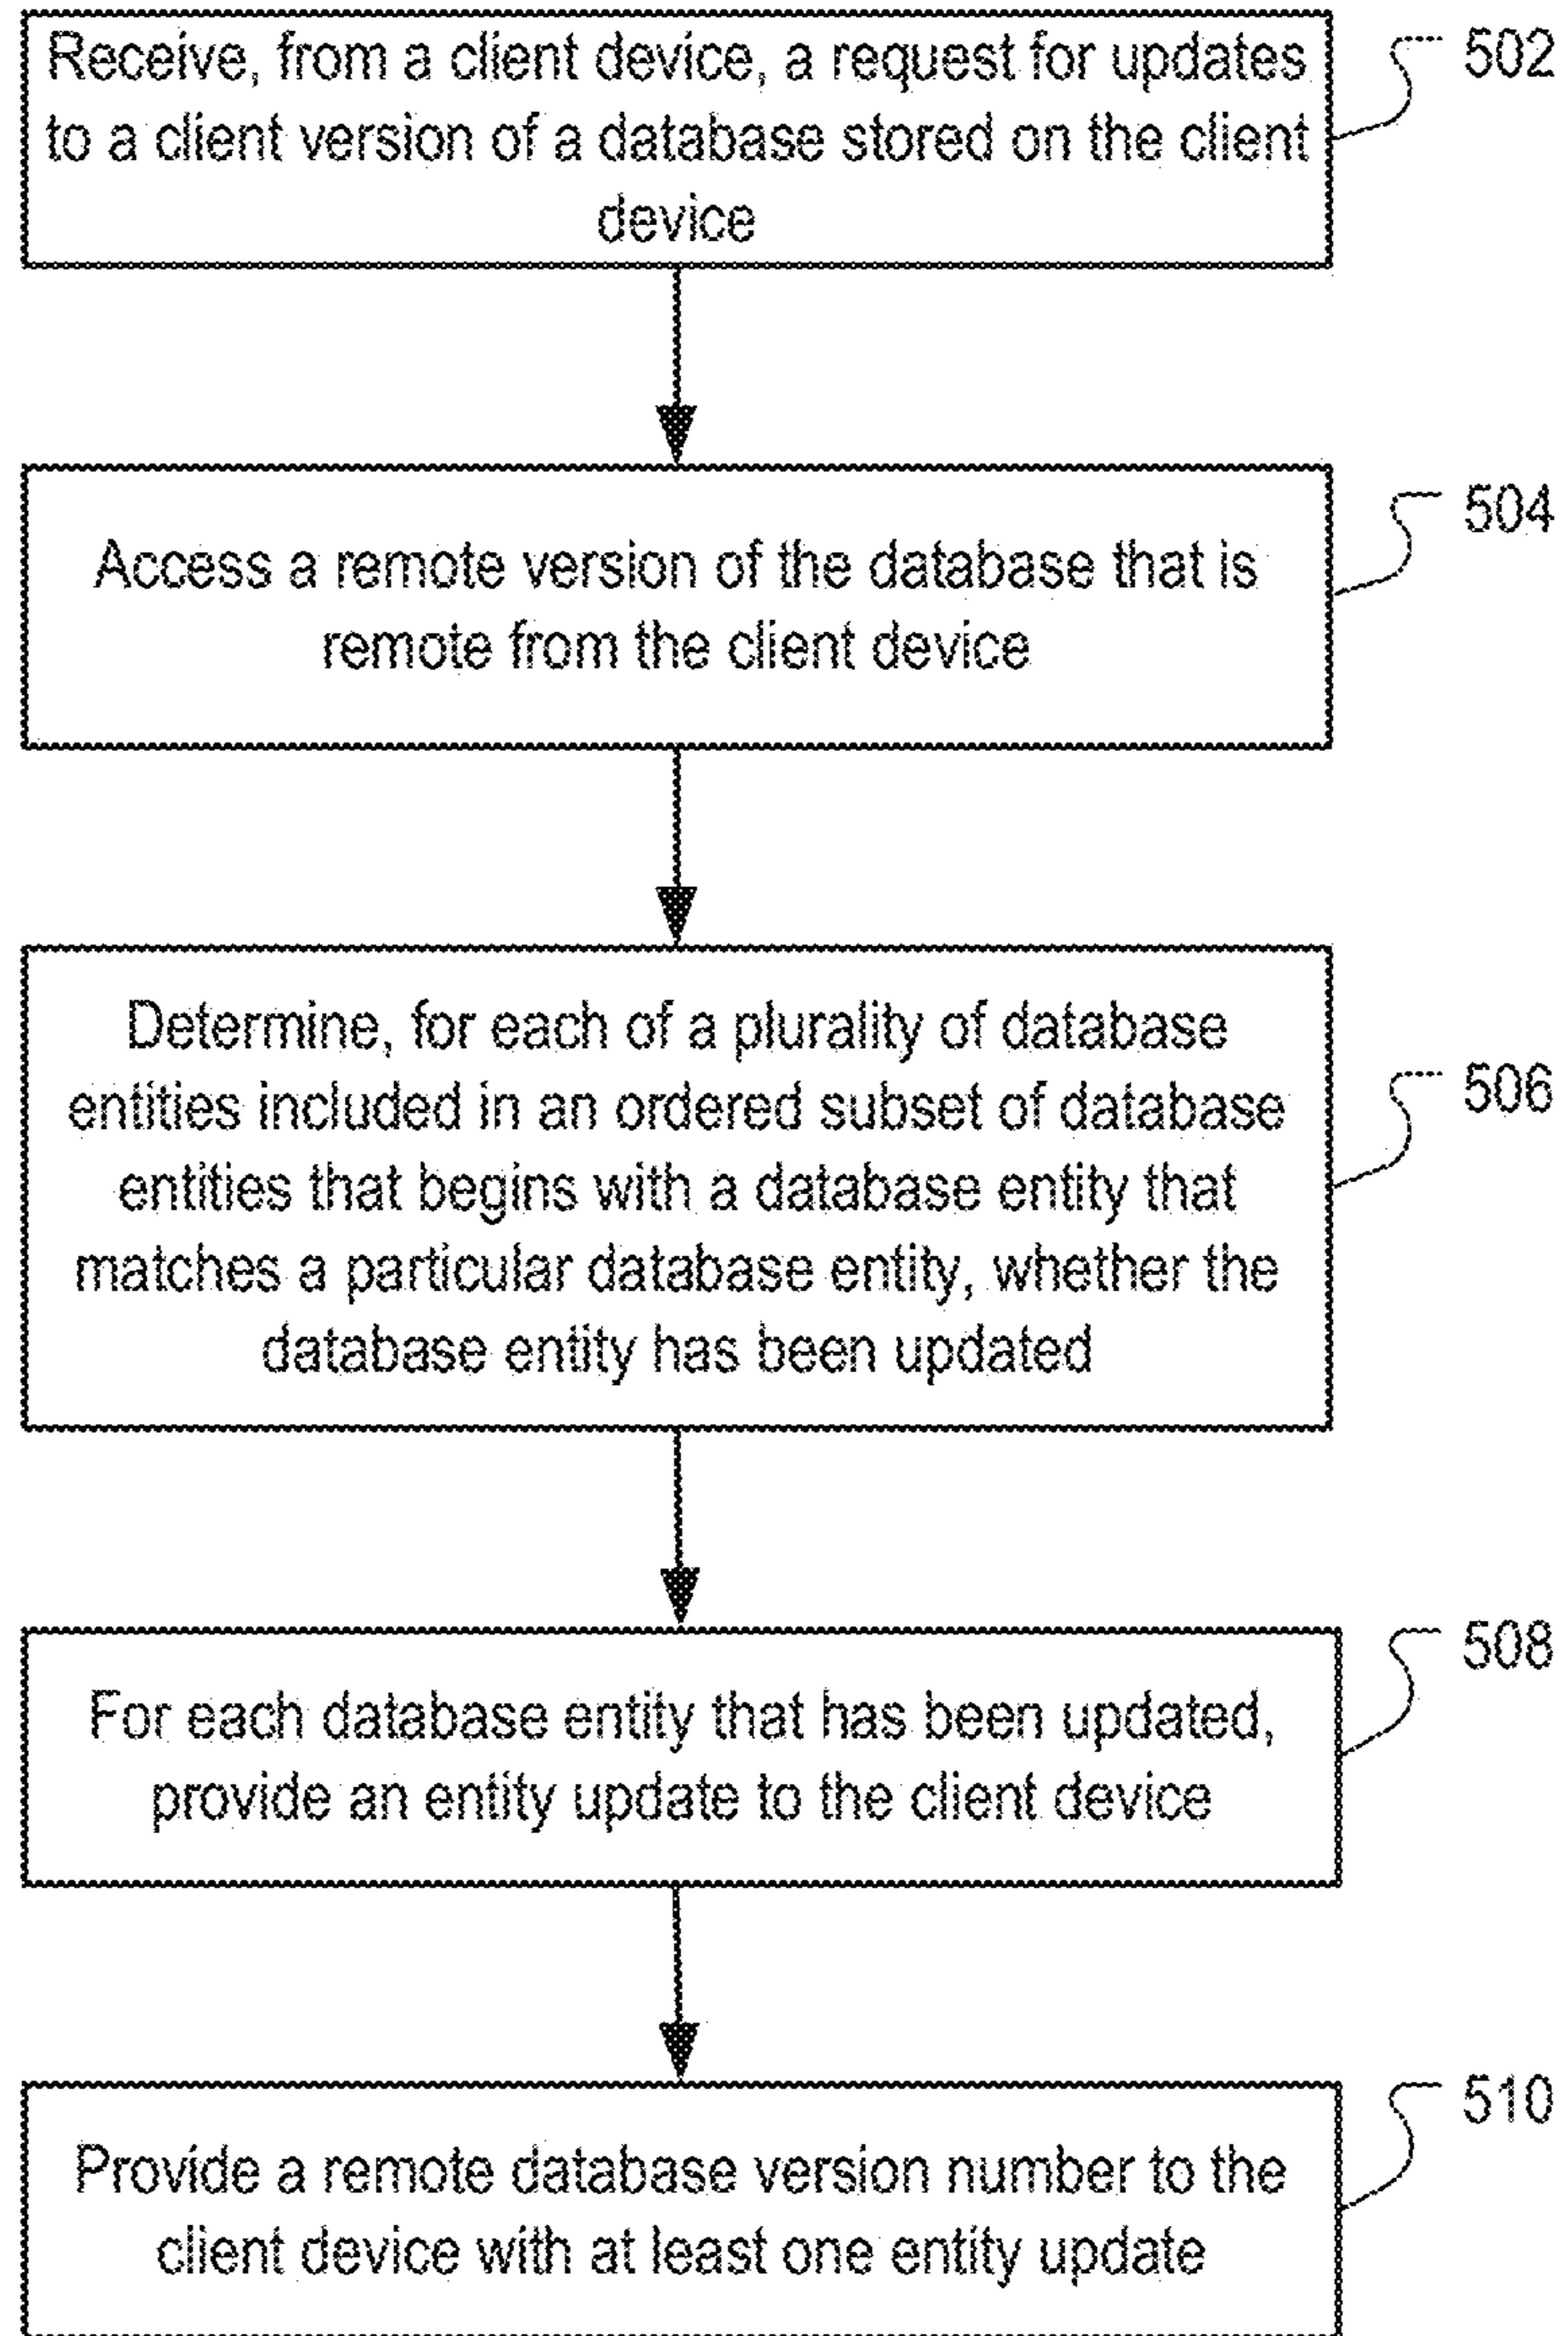 Receive, from a client device, a request for updates
to a client version of a database stored on the client
device
502
Access a remote version of the database that is
remote from the client device
504
Determine, for each of a plurality of database
entities included in an ordered subset of database
entities that begins with a database entity that
matches a particular database entity, whether the
database entity has been updated
506
For each database entity that has been updated,
provide an entity update to the client device
508
Provide a remote database version number to the
client device with at least one entity update
510